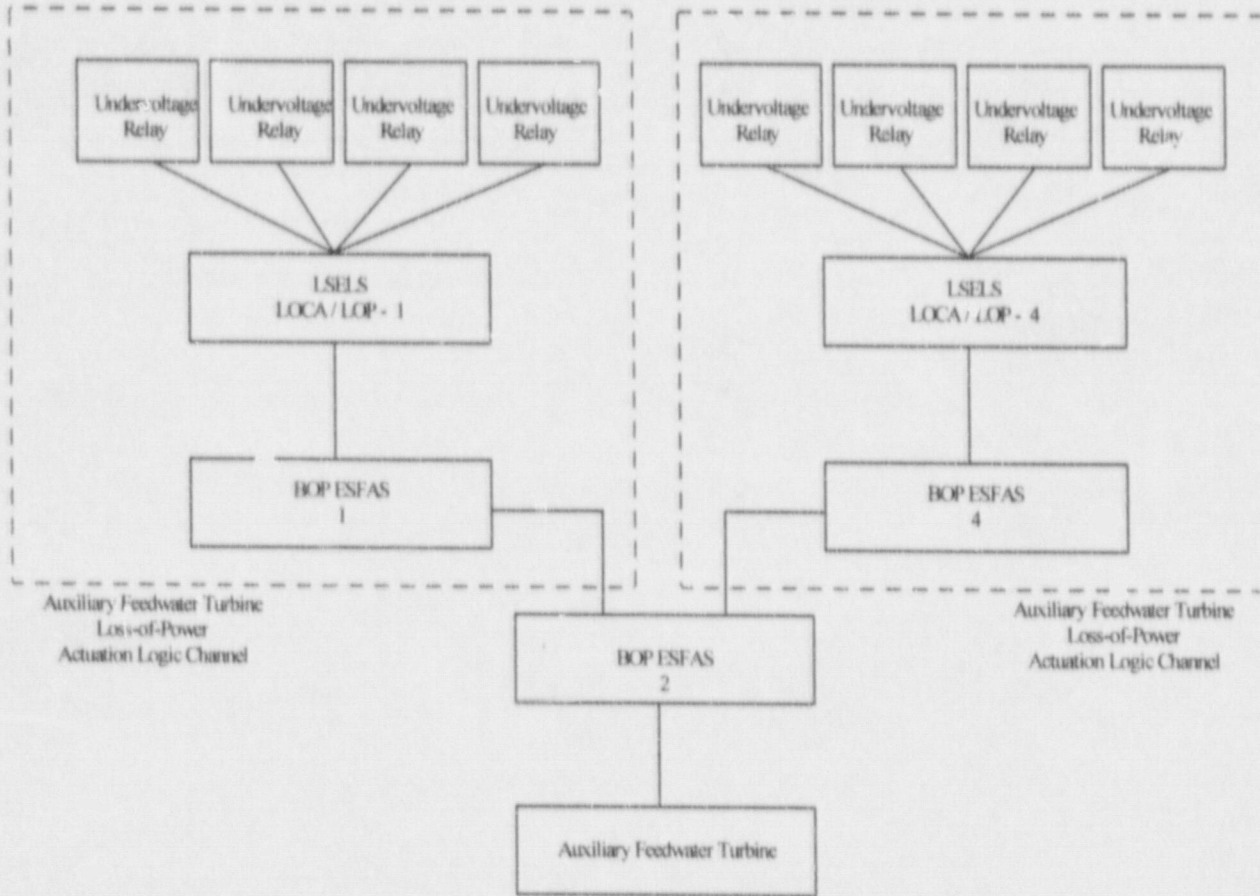 Undervoltage
Relay
Undervoltage
Relay
Undervoltage
Relay
Undervoltage
Relay
LSELS
LOCA / LOP - 1
BOP ESFAS
1
Auxiliary Feedwater Turbine
Loss-of-Power
Actuation Logic Channel
Undervoltage
Relay
Undervoltage
Relay
Undervoltage
Relay
Undervoltage
Relay
LSELS
LOCA / LOP - 4
BOP ESFAS
4
Auxiliary Feedwater Turbine
Loss-of-Power
Actuation Logic Channel
BOP ESFAS
2
Auxiliary Feedwater Turbine